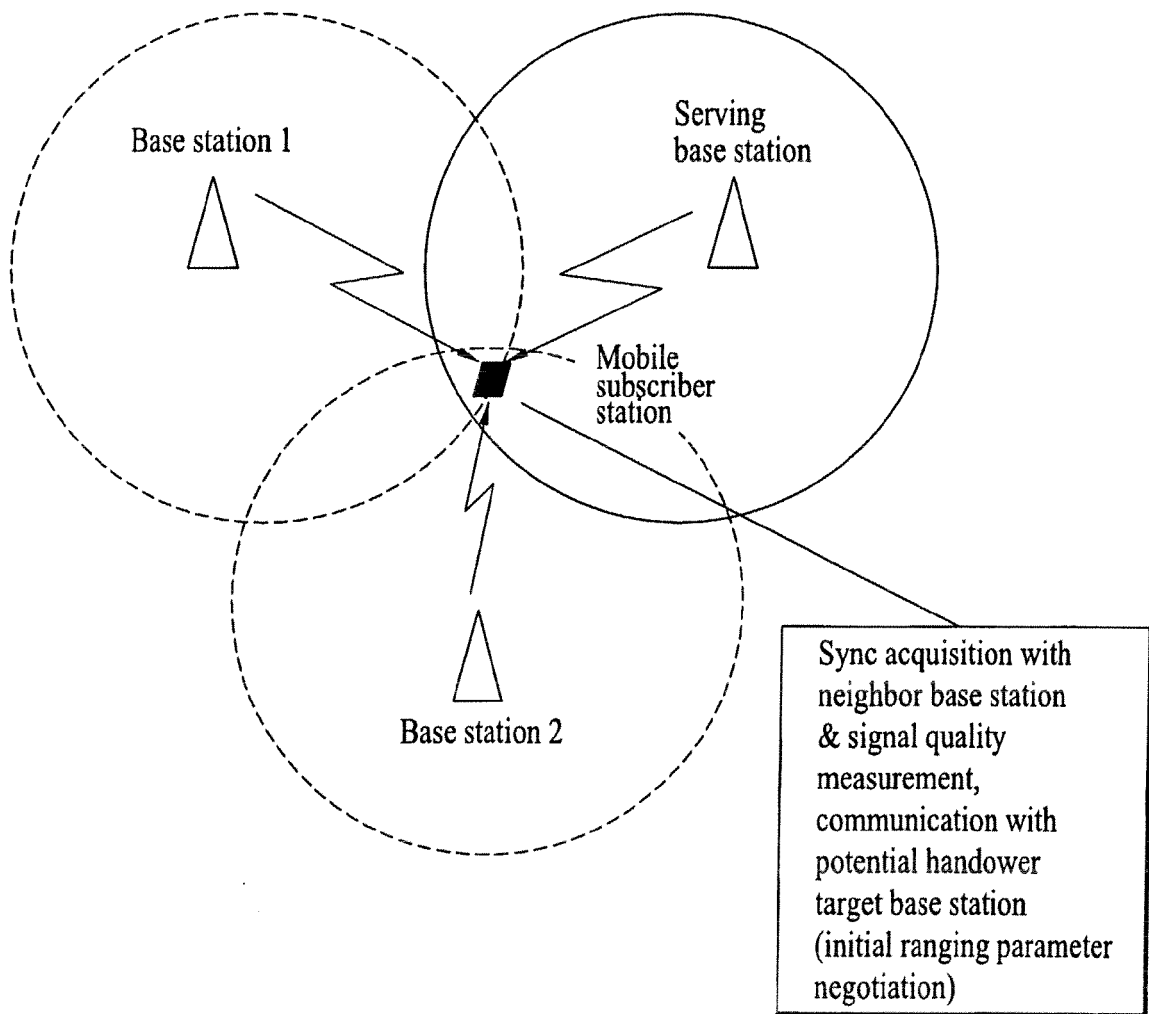 Base station 1
Serving
base station
Mobile
subscriber
station
Base station 2
Sync acquisition with
neighbor base station
& signal quality
measurement,
communication with
potential handower
target base station
(initial ranging parameter
negotiation)